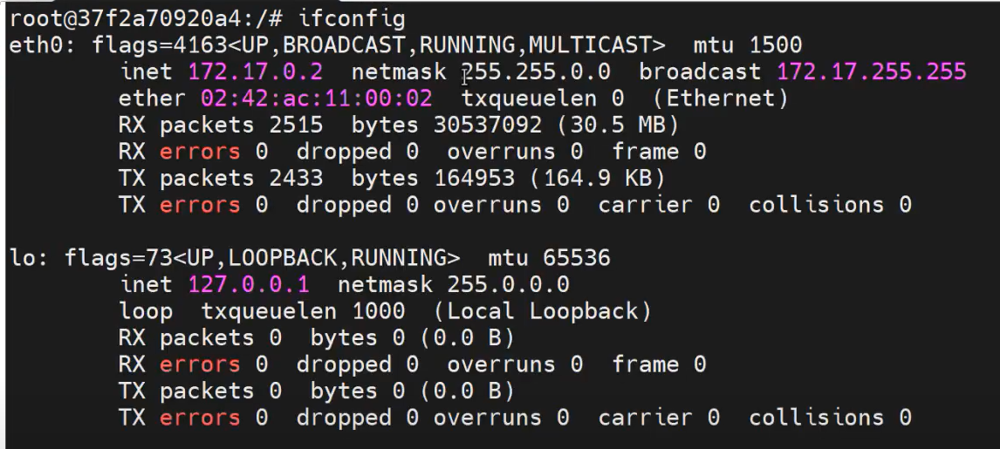 root@37f2a70920a4:/# ifconfig
eth0: flags=4163<UP,BROADCAST,RUNNING,MULTICAST>  mtu 1500
        inet 172.17.0.2  netmask 255.255.0.0  broadcast 172.17.255.255
        ether 02:42:ac:11:00:02  txqueuelen 0  (Ethernet)
        RX packets 2515  bytes 30537092 (30.5 MB)
        RX errors 0  dropped 0  overruns 0  frame 0
        TX packets 2433  bytes 164953 (164.9 KB)
        TX errors 0  dropped 0 overruns 0  carrier 0  collisions 0

lo: flags=73<UP,LOOPBACK,RUNNING>  mtu 65536
        inet 127.0.0.1  netmask 255.0.0.0
        loop  txqueuelen 1000  (Local Loopback)
        RX packets 0  bytes 0 (0.0 B)
        RX errors 0  dropped 0  overruns 0  frame 0
        TX packets 0  bytes 0 (0.0 B)
        TX errors 0  dropped 0 overruns 0  carrier 0  collisions 0